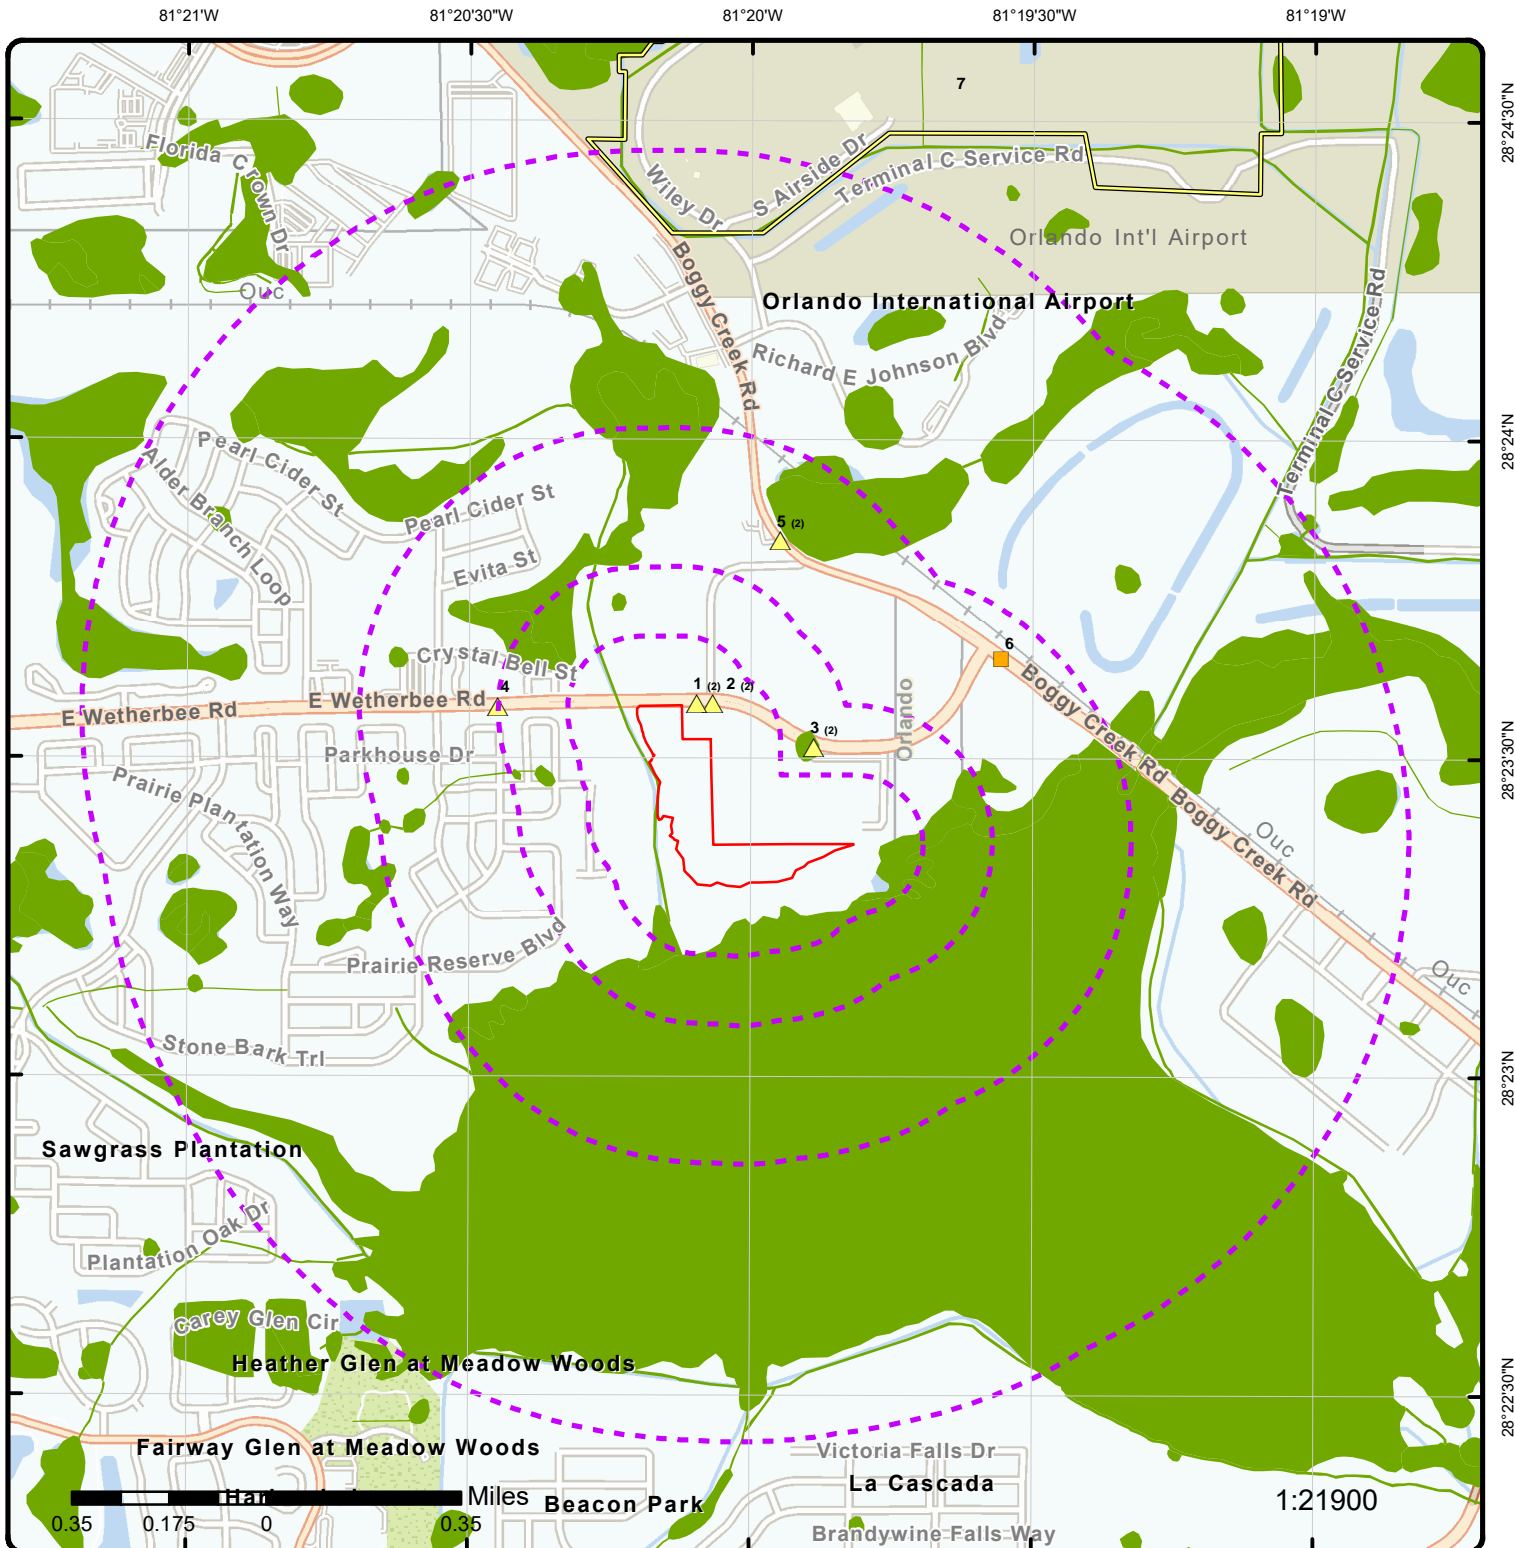 81°21'W
81°20'30"W
81°20'W
81°19'30"W
81°19'W
7
28°24'30"N
Florida Crown Dr
Wiley Dr
S Airside Dr
Terminal C Service Rd
Orlando Int'l Airport
Ouc
Orlando International Airport
Boggy Creek Rd
Richard E Johnson Blvd
Terminal C Service Rd
28°24'N
Pearl Cider St
Alder Branch Loop
Pearl Cider St
5 (2)
Evita St
6
Crystal Bell St
4
1 (2)
2 (2)
E Wetherbee Rd
E Wetherbee Rd
Orlando
Boggy Creek Rd
3 (2)
Parkhouse Dr
28°23'30"N
Prairie Plantation Way
Boggy Creek Rd
Ouc
Prairie Reserve Blvd
Ouc
Stone Bark Trl
28°23'N
Sawgrass Plantation
Plantation Oak Dr
Carey Glen Cir
Heather Glen at Meadow Woods
28°22'30"N
Fairway Glen at Meadow Woods
Victoria Falls Dr
La Cascada
Miles
Beacon Park
1:21900
0.35
0.175
0
0.35
Brandywine Falls Way